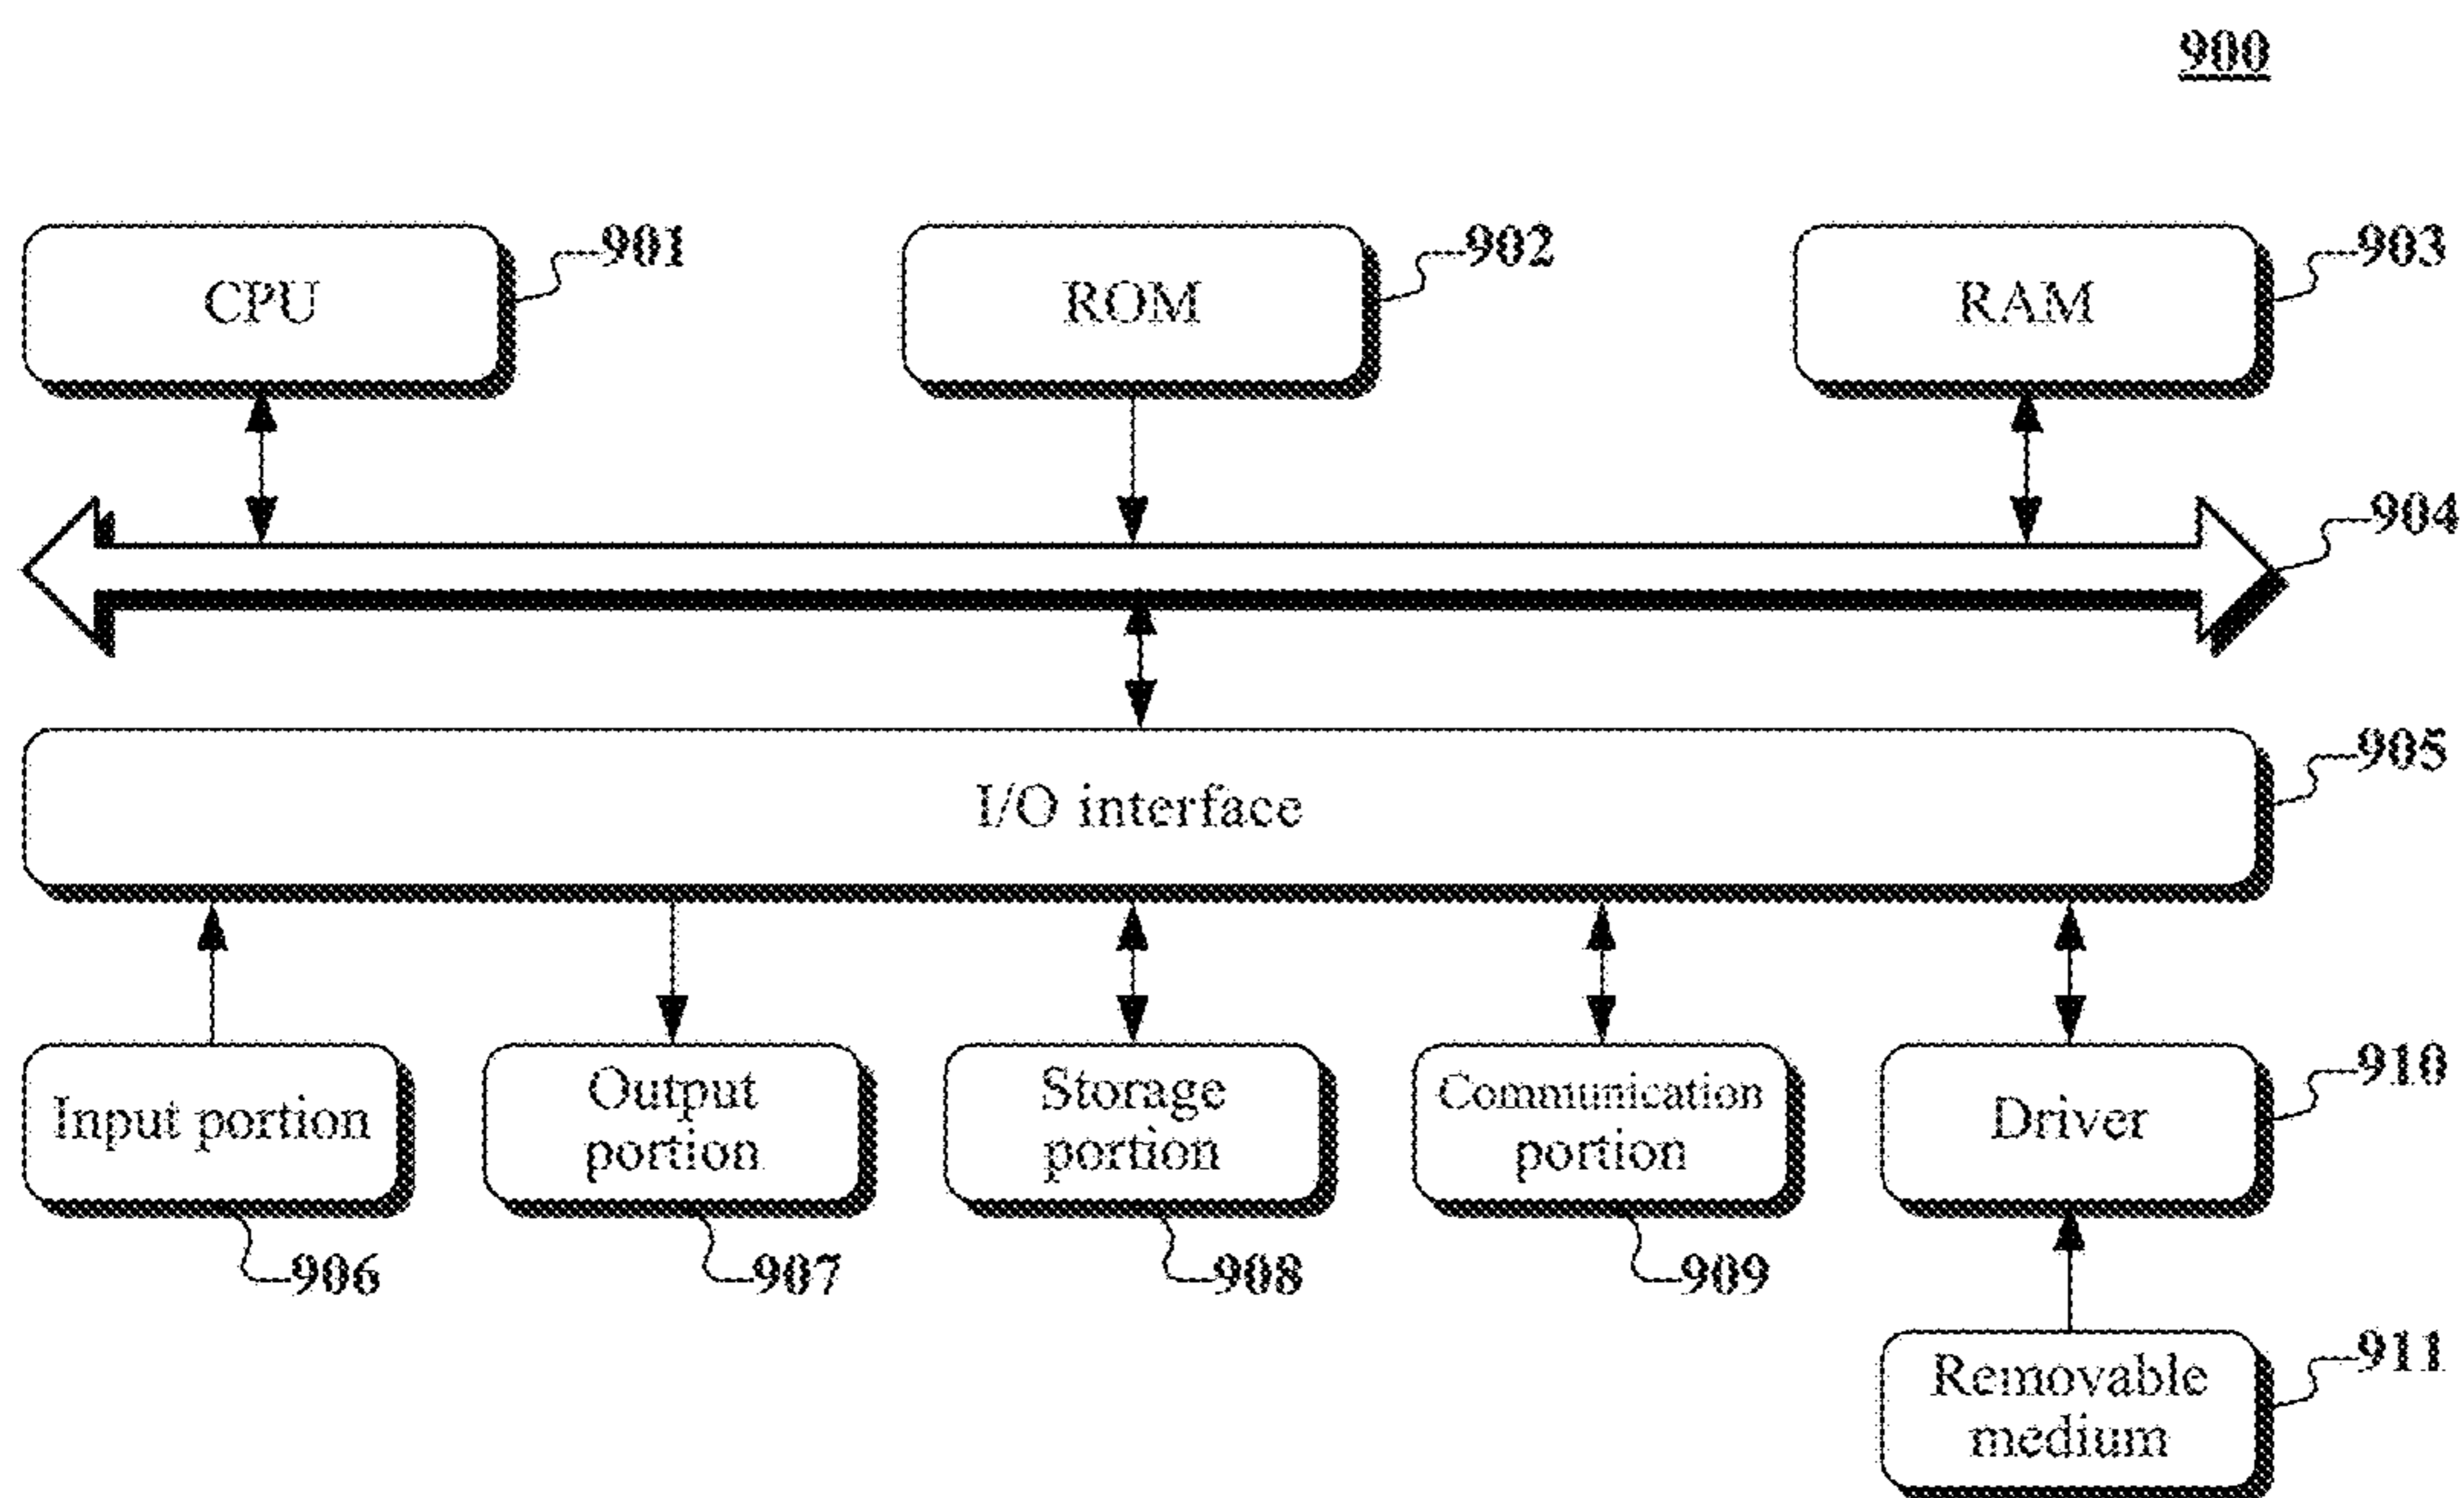 900
CPU
901
ROM
902
RAM
903
904
I/O interface
905
Input portion
906
Output
portion
907
Storage
portion
908
Communication
portion
909
Driver
910
Removable
medium
911